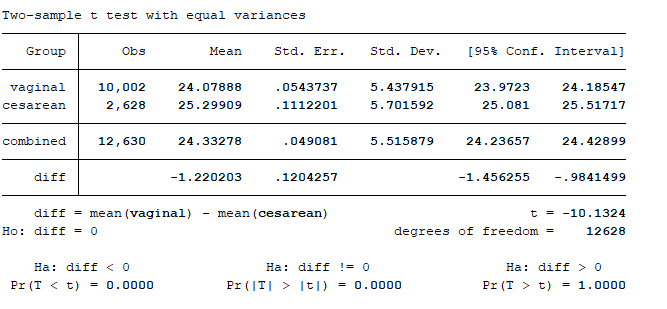 Two-sample t test with equal variances
Group Obs Mean Std. Err. Std. Dev. [95% Conf. Interval]
vaginal 10,002 24.07888 .0543737 5.437915 23.9723 24.18547
cesarean 2,628 25.29909 .1112201 5.701592 25.081 25.51717
combined 12,630 24.33278 .049081 5.515879 24.23657 24.42899
diff -1.220203 .1204257 -1.456255 -.9841499
diff = mean(vaginal) - mean(cesarean) t = -10.1324
Ho: diff = 0 degrees of freedom = 12628
Ha: diff < 0 Ha: diff != 0 Ha: diff > 0
Pr(T < t) = 0.0000 Pr(|T| > |t|) = 0.0000 Pr(T > t) = 1.0000